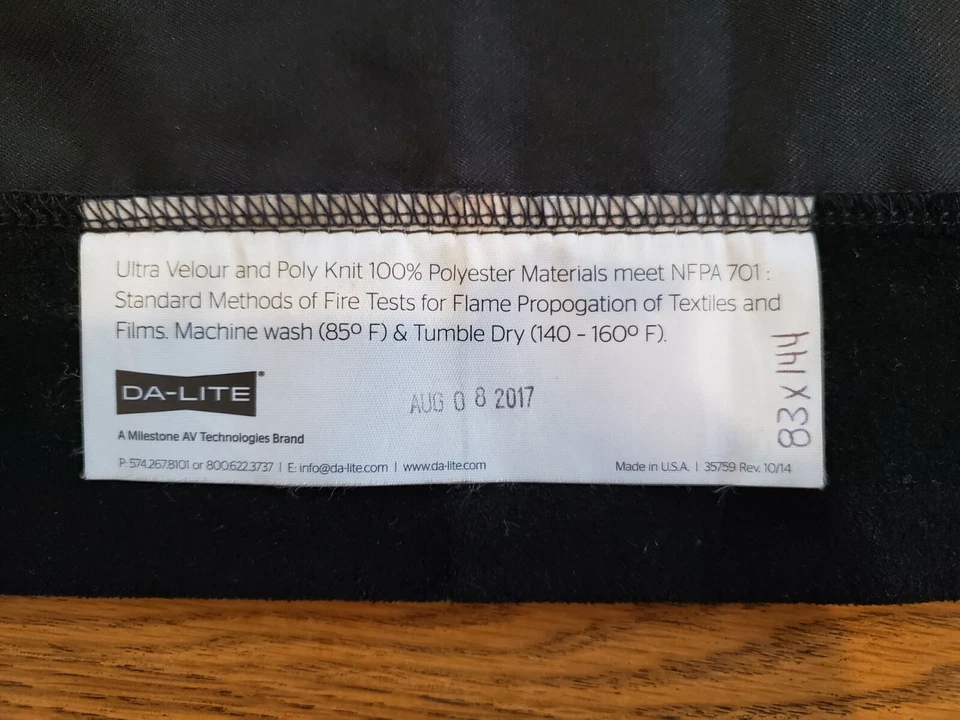 Ultra Velour and Poly Knit 100% Polyester Materials meet NFPA 701 :
Standard Methods of Fire Tests for Flame Propogation of Textiles and
Films. Machine wash (85º F) & Tumble Dry (140 - 160º F).
DA-LITE®
AUG 08 2017
83 X 144
A Milestone AV Technologies Brand
P: 574.267.8101 or 800.622.3737 | E: info@da-lite.com | www.da-lite.com
Made in U.S.A. | 35759 Rev. 10/14